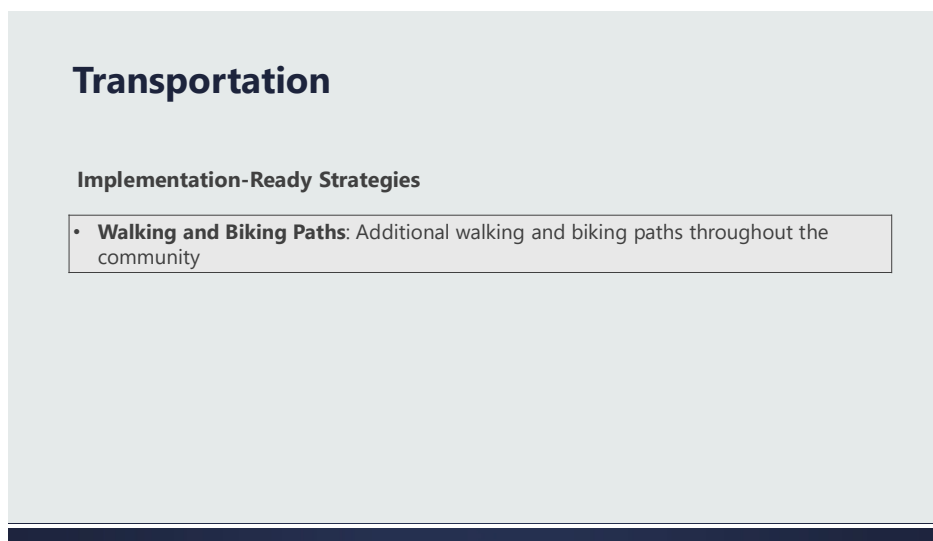 Transportation
Implementation-Ready Strategies
• Walking and Biking Paths: Additional walking and biking paths throughout the
community